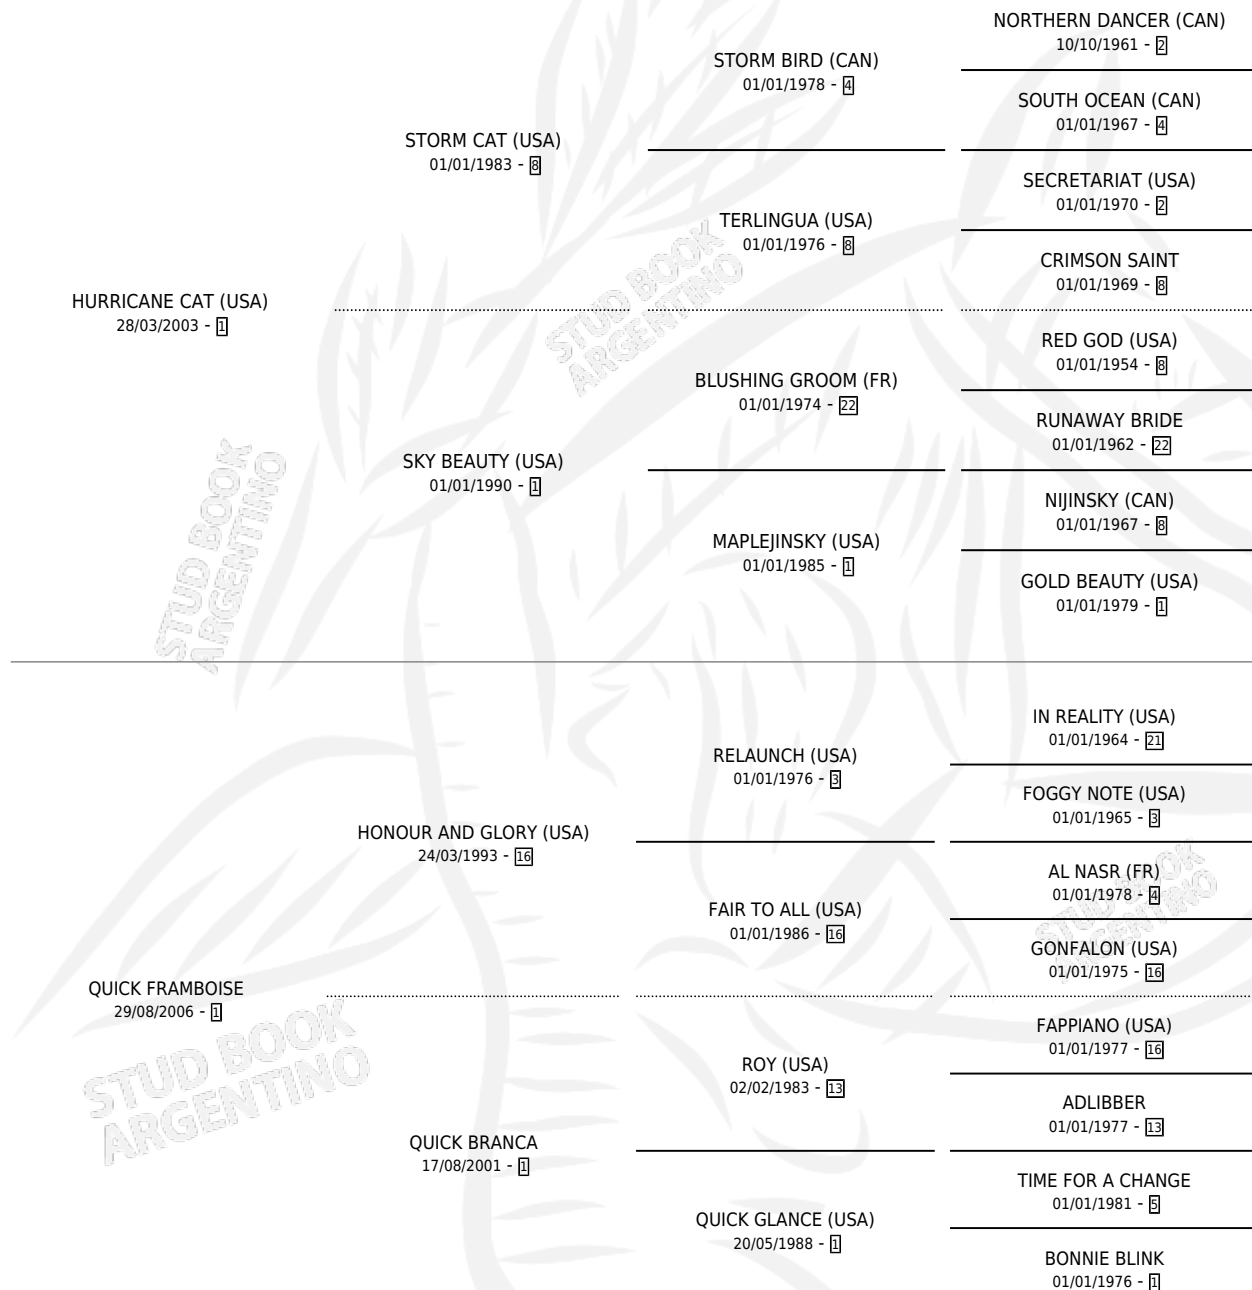 NORTHERN DANCER (CAN)
10/10/1961 - 2
STORM BIRD (CAN)
01/01/1978 - 4
SOUTH OCEAN (CAN)
01/01/1967 - 4
STORM CAT (USA)
01/01/1983 - 8
SECRETARIAT (USA)
01/01/1970 - 2
TERLINGUA (USA)
01/01/1976 - 8
CRIMSON SAINT
01/01/1969 - 8
STUD BOOK
ARGENTINO
HURRICANE CAT (USA)
28/03/2003 - 1
RED GOD (USA)
01/01/1954 - 8
BLUSHING GROOM (FR)
01/01/1974 - 22
RUNAWAY BRIDE
01/01/1962 - 22
SKY BEAUTY (USA)
01/01/1990 - 1
NIJINSKY (CAN)
01/01/1967 - 8
MAPLEJINSKY (USA)
01/01/1985 - 1
GOLD BEAUTY (USA)
01/01/1979 - 1
STUD BOOK
ARGENTINO
IN REALITY (USA)
01/01/1964 - 21
RELAUNCH (USA)
01/01/1976 - 3
FOGGY NOTE (USA)
01/01/1965 - 3
HONOUR AND GLORY (USA)
24/03/1993 - 16
AL NASR (FR)
01/01/1978 - 4
FAIR TO ALL (USA)
01/01/1986 - 16
GONFALON (USA)
01/01/1975 - 16
STUD BOOK
ARGENTINO
QUICK FRAMBOISE
29/08/2006 - 1
FAPPIANO (USA)
01/01/1977 - 16
ROY (USA)
02/02/1983 - 13
ADLIBBER
01/01/1977 - 13
STUD BOOK
ARGENTINO
QUICK BRANCA
17/08/2001 - 1
TIME FOR A CHANGE
01/01/1981 - 5
QUICK GLANCE (USA)
20/05/1988 - 1
BONNIE BLINK
01/01/1976 - 1